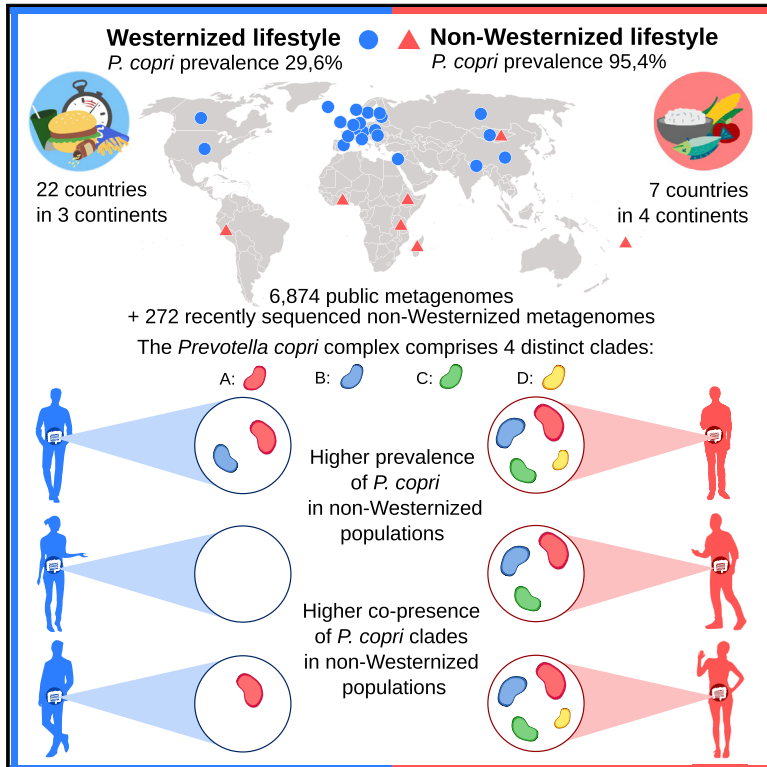 Westernized lifestyle
P. copri prevalence 29,6%
Non-Westernized lifestyle
P. copri prevalence 95,4%
22 countries
in 3 continents
7 countries
in 4 continents
6,874 public metagenomes
+ 272 recently sequenced non-Westernized metagenomes
The Prevotella copri complex comprises 4 distinct clades:
A:
B:
C:
D:
Higher prevalence
of P. copri
in non-Westernized
populations
Higher co-presence
of P. copri clades
in non-Westernized
populations